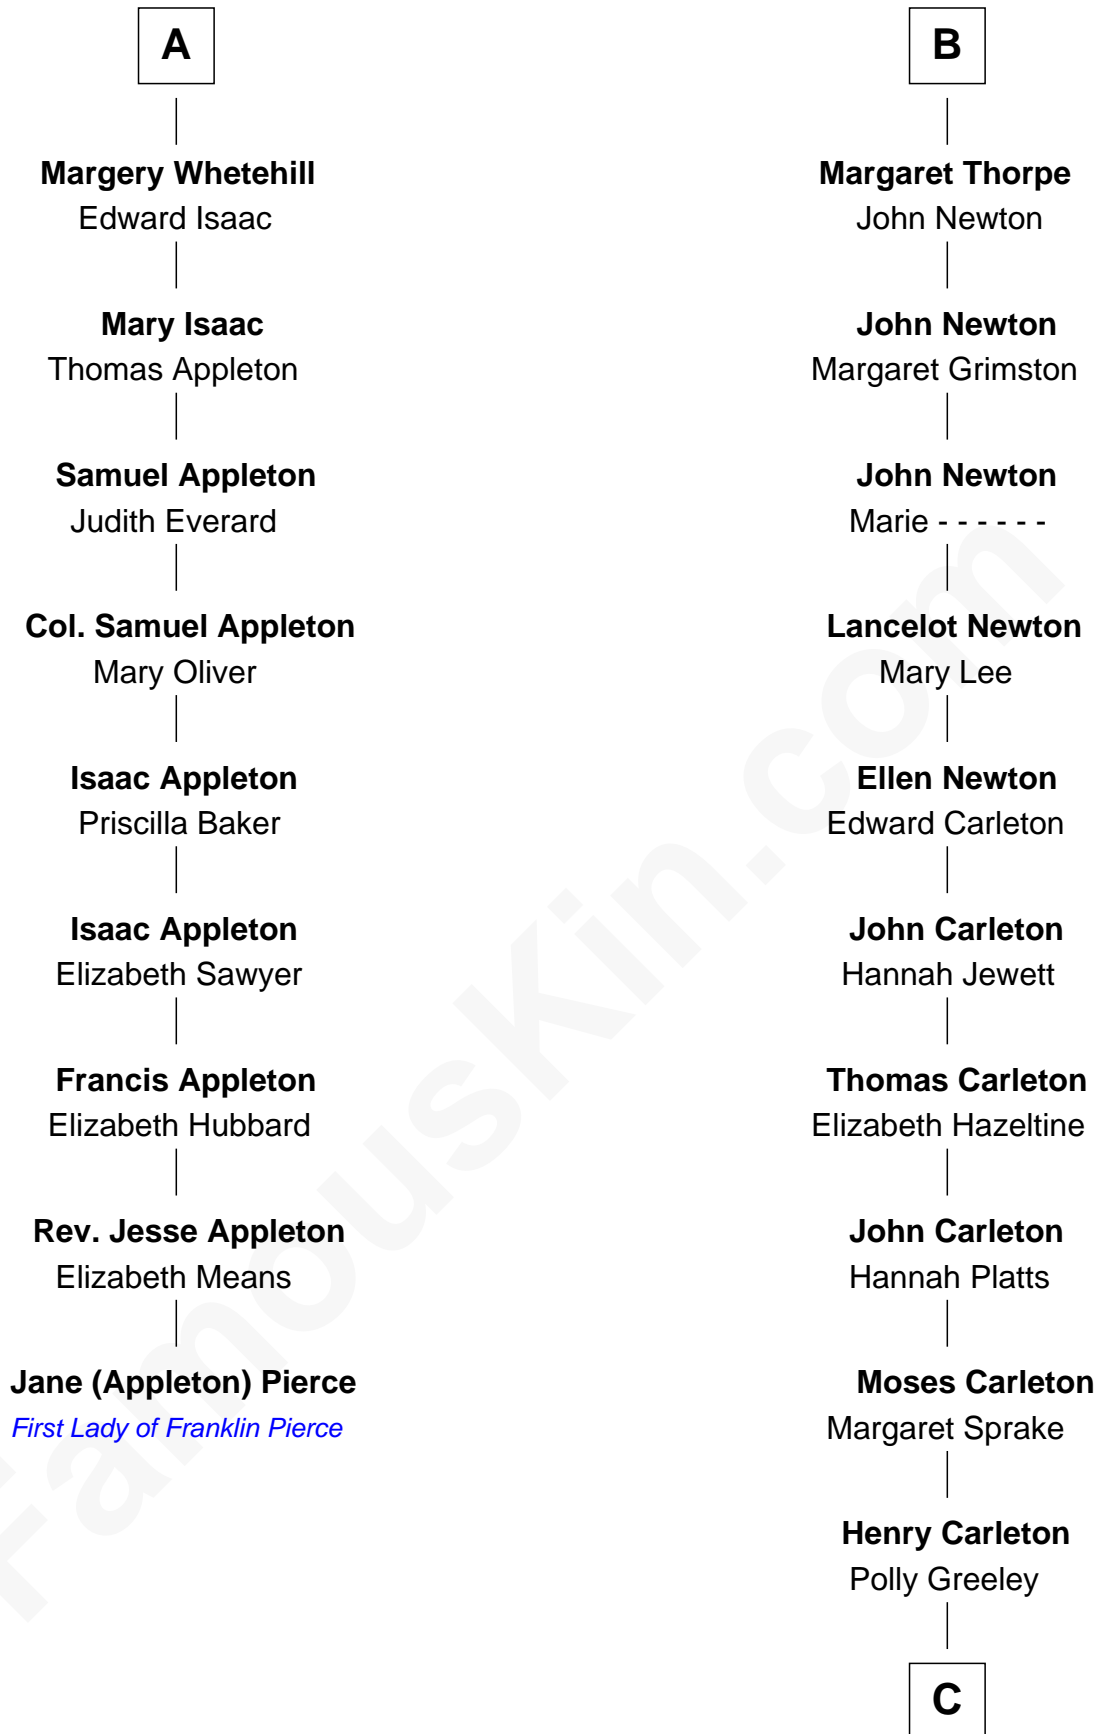 A
Margery Whetehill
Edward Isaac
Mary Isaac
Thomas Appleton
Samuel Appleton
Judith Everard
Col. Samuel Appleton
Mary Oliver
Isaac Appleton
Priscilla Baker
Isaac Appleton
Elizabeth Sawyer
Francis Appleton
Elizabeth Hubbard
Rev. Jesse Appleton
Elizabeth Means
Jane (Appleton) Pierce
First Lady of Franklin Pierce
B
Margaret Thorpe
John Newton
John Newton
Margaret Grimston
John Newton
Marie - - - - - -
Lancelot Newton
Mary Lee
Ellen Newton
Edward Carleton
John Carleton
Hannah Jewett
Thomas Carleton
Elizabeth Hazeltine
John Carleton
Hannah Platts
Moses Carleton
Margaret Sprake
Henry Carleton
Polly Greeley
C
FamousKin.com